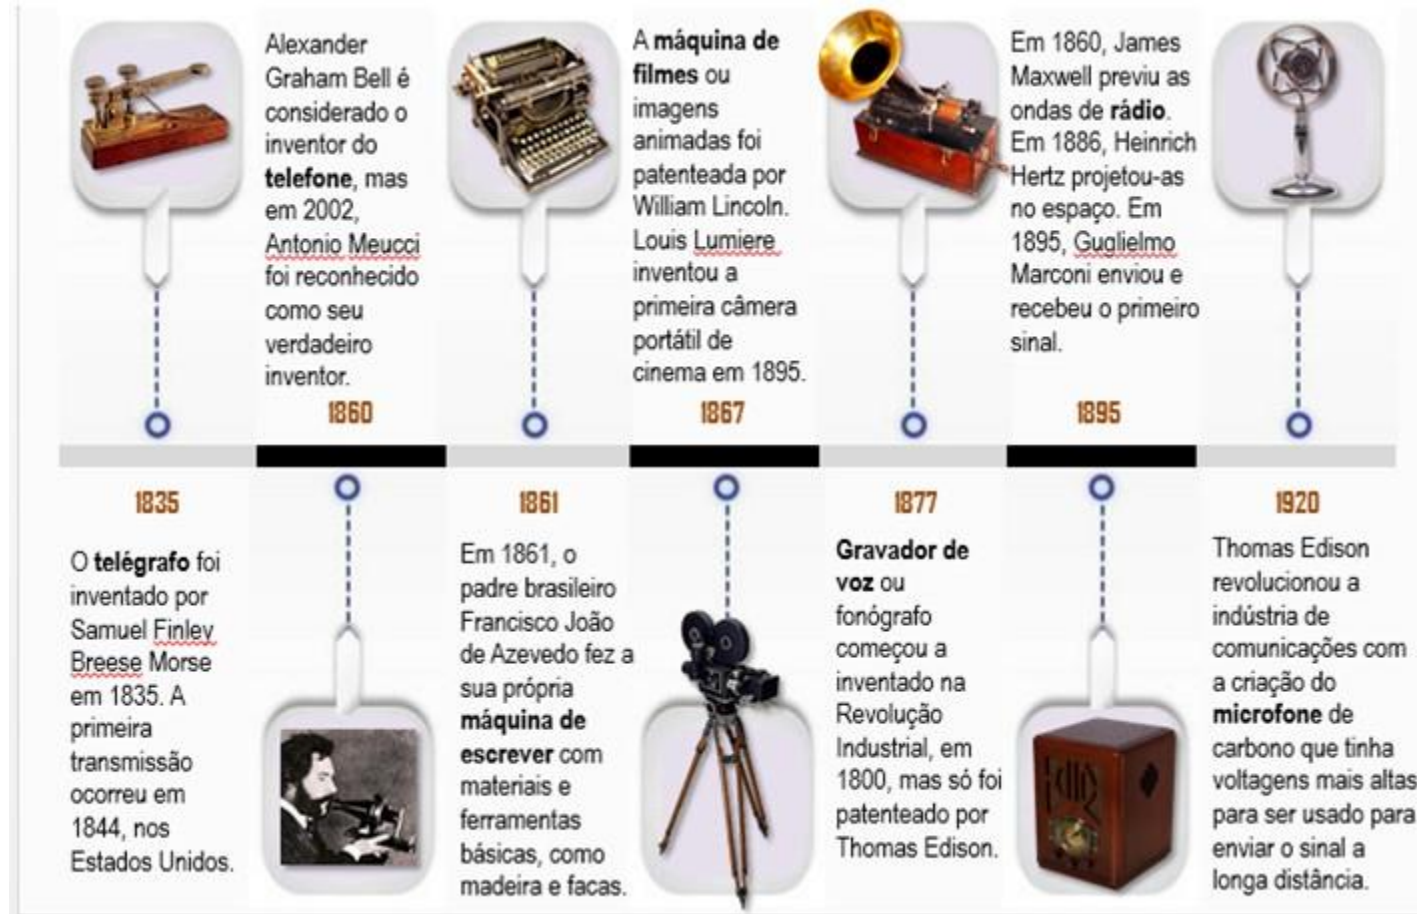 Alexander
Graham Bell é
considerado o
inventor do
telefone, mas
em 2002,
Antonio Meucci
foi reconhecido
como seu
verdadeiro
inventor.
1860
A máquina de
filmes ou
imagens
animadas foi
patenteada por
William Lincoln.
Louis Lumiere
inventou a
primeira câmera
portátil de
cinema em 1895.
1867
Em 1860, James
Maxwell previu as
ondas de rádio.
Em 1886, Heinrich
Hertz projetou-as
no espaço. Em
1895, Guglielmo
Marconi enviou e
recebeu o primeiro
sinal.
1895
1835
O telégrafo foi
inventado por
Samuel Finley
Breese Morse
em 1835. A
primeira
transmissão
ocorreu em
1844, nos
Estados Unidos.
1861
Em 1861, o
padre brasileiro
Francisco João
de Azevedo fez a
sua própria
máquina de
escrever com
materiais e
ferramentas
básicas, como
madeira e facas.
1877
Gravador de
voz ou
fonógrafo
começou a
inventado na
Revolução
Industrial, em
1800, mas só foi
patenteado por
Thomas Edison.
1920
Thomas Edison
revolucionou a
indústria de
comunicações com
a criação do
microfone de
carbono que tinha
voltagens mais altas
para ser usado para
enviar o sinal a
longa distância.